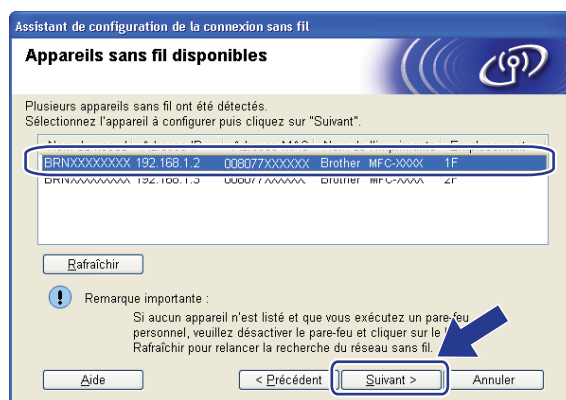 Assistant de configuration de la connexion sans fil
Appareils sans fil disponibles
Plusieurs appareils sans fil ont été détectés.
Sélectionnez l'appareil à configurer puis cliquez sur "Suivant".
BRNXXXXXXXX 192.168.1.2 008077XXXXXX Brother MFC-XXXX 1F
BRNXXXXXXXX 192.168.1.3 008077XXXXXX Brother MFC-XXXX 2F
Rafraîchir
Remarque importante :
Si aucun appareil n'est listé et que vous exécutez un pare-feu
personnel, veuillez désactiver le pare-feu et cliquer sur le
Rafraîchir pour relancer la recherche du réseau sans fil.
Aide
< Précédent
Suivant >
Annuler